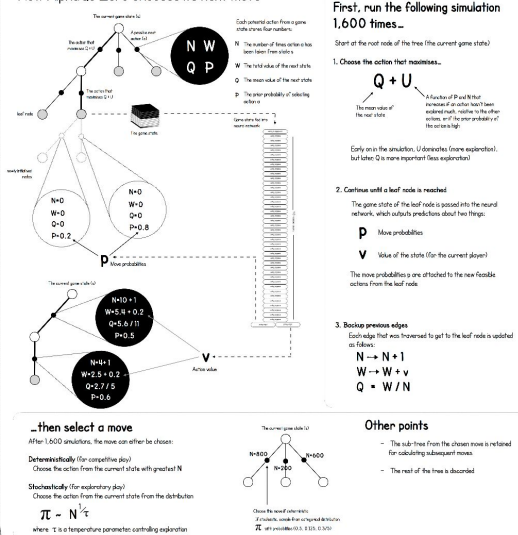 First, run the following simulation
1,600 times...
Start at the root node of the tree (the current game state)
1. Choose the action that maximises...
Q + U
The mean value of
the next state
A function of P and N that
increases if an action hasn't been
explored much, relative to the other
actions, or if the prior probability of
the action is high
Early on in the simulation, U dominates (more exploration),
but later, Q is more important (less exploration)
2. Continue until a leaf node is reached
The game state of the leaf node is passed into the neural
network, which outputs predictions about two things:
p Move probabilities
v Value of the state (for the current player)
The move probabilities p are attached to the new feasible
actions from the leaf node
3. Backup previous edges
Each edge that was traversed to get to the leaf node is updated
as follows:
N → N + 1
W → W + v
Q = W / N
The current game state (s)
A possible next
action (a)
The action that
maximises Q + U
N W
Q P
Each potential action from a game
state stores four numbers:
N The number of times action a has
been taken from state s
W The total value of the next state
Q The mean value of the next state
P The prior probability of selecting
action a
The action that
maximises Q + U
leaf node
The game state
Game state fed into
neural network
newly initialised
nodes
N=0
W=0
Q=0
P=0.2
N=0
W=0
Q=0
P=0.8
p Move probabilities
The current game state (s)
N=10 + 1
W=5.4 + 0.2
Q=5.6 / 11
P=0.5
N=4+ 1
W=2.5 + 0.2
Q=2.7 / 5
P=0.6
v
Action value
...then select a move
After 1,600 simulations, the move can either be chosen:
Deterministically (for competitive play)
Choose the action from the current state with greatest N
Stochastically (for exploratory play)
Choose the action from the current state from the distribution
π ~ N^1/τ
where τ is a temperature parameter, controlling exploration
The current game state (s)
N=800
N=200
N=600
Choose this move if deterministic
If stochastic, sample from categorical distribution
π with probabilities (0.5, 0.125, 0.375)
Other points
- The sub-tree from the chosen move is retained
for calculating subsequent moves
- The rest of the tree is discarded